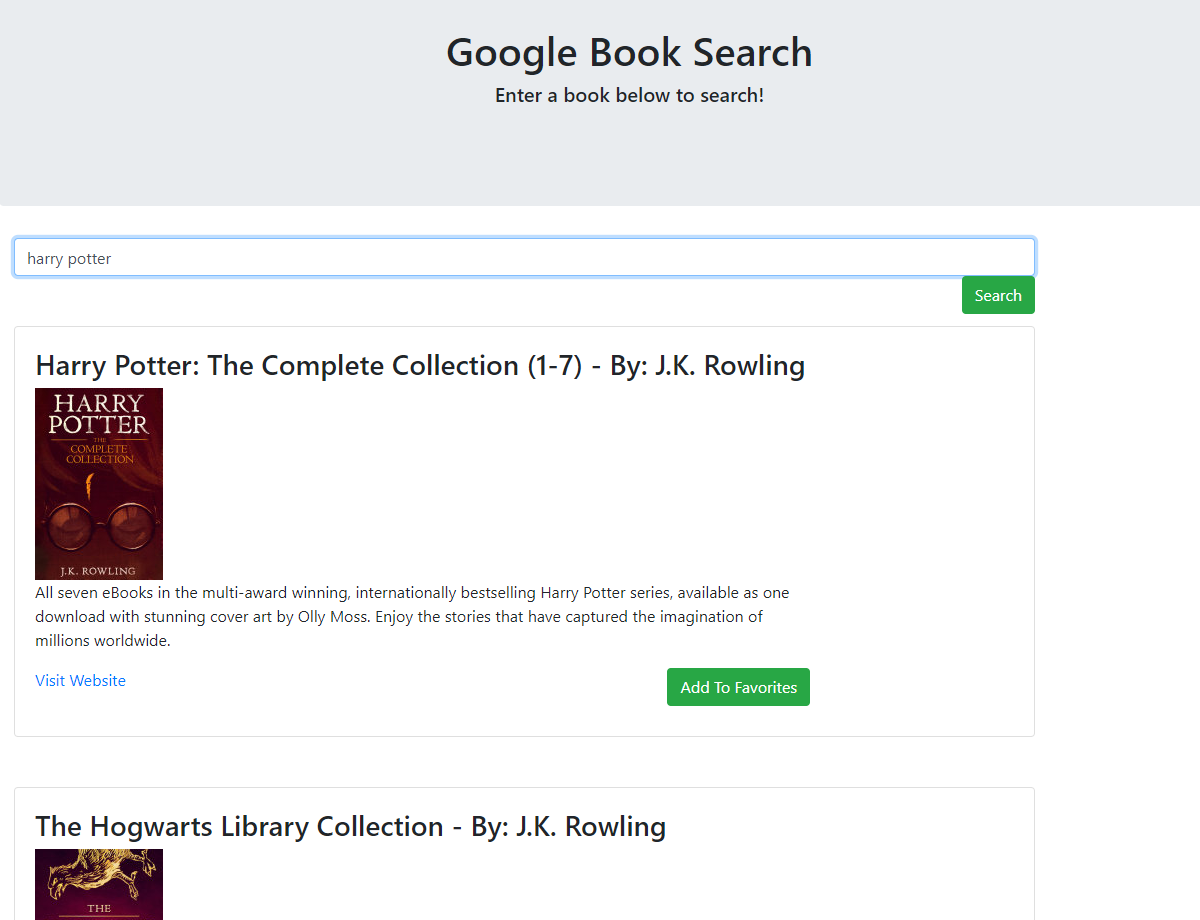 Google Book Search
Enter a book below to search!
harry potter
Search
Harry Potter: The Complete Collection (1-7) - By: J.K. Rowling
HARRY
POTTER
THE
COMPLETE
COLLECTION
J.K. ROWLING
All seven eBooks in the multi-award winning, internationally bestselling Harry Potter series, available as one
download with stunning cover art by Olly Moss. Enjoy the stories that have captured the imagination of
millions worldwide.
Visit Website
Add To Favorites
The Hogwarts Library Collection - By: J.K. Rowling
THE